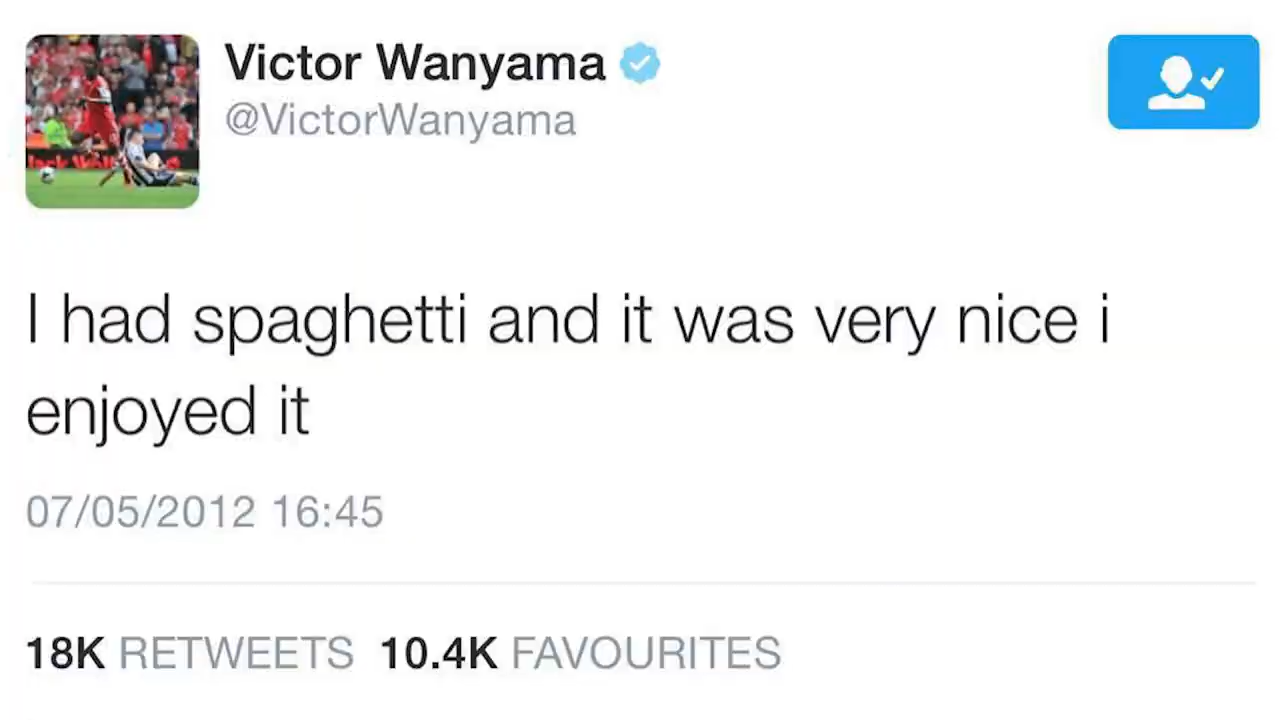 Victor Wanyama
@VictorWanyama
I had spaghetti and it was very nice i
enjoyed it
07/05/2012 16:45
18K RETWEETS 10.4K FAVOURITES